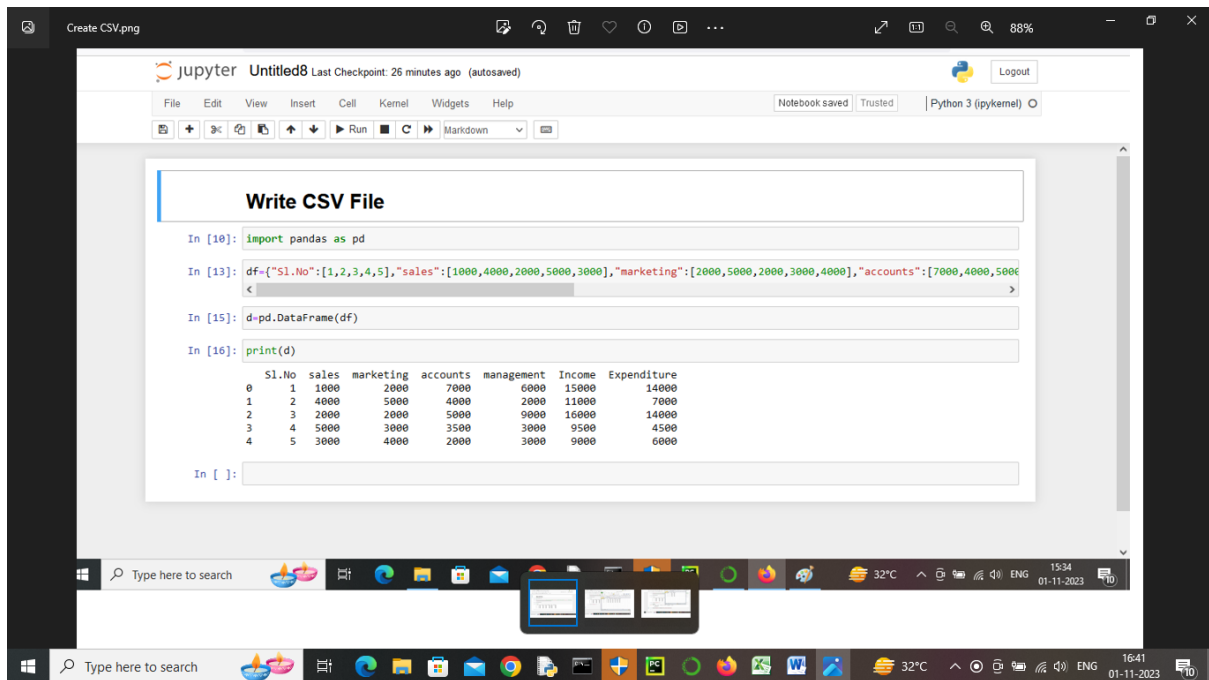 Create CSV.png
88%
jupyter Untitled8 Last Checkpoint: 26 minutes ago (autosaved)
Logout
File Edit View Insert Cell Kernel Widgets Help
Notebook saved Trusted Python 3 (ipykernel)
Run Markdown
Write CSV File
In [10]: import pandas as pd
In [13]: df={"Sl.No":[1,2,3,4,5],"sales":[1000,4000,2000,5000,3000],"marketing":[2000,5000,2000,3000,4000],"accounts":[7000,4000,5000
In [15]: d=pd.DataFrame(df)
In [16]: print(d)
Sl.No sales marketing accounts management Income Expenditure
0 1 1000 2000 7000 6000 15000 14000
1 2 4000 5000 4000 2000 11000 7000
2 3 2000 2000 5000 9000 16000 14000
3 4 5000 3000 3500 3000 9500 4500
4 5 3000 4000 2000 3000 9000 6000
In [ ]:
Type here to search
32°C ENG
15:34
01-11-2023
10
Type here to search
32°C ENG
16:41
01-11-2023
10